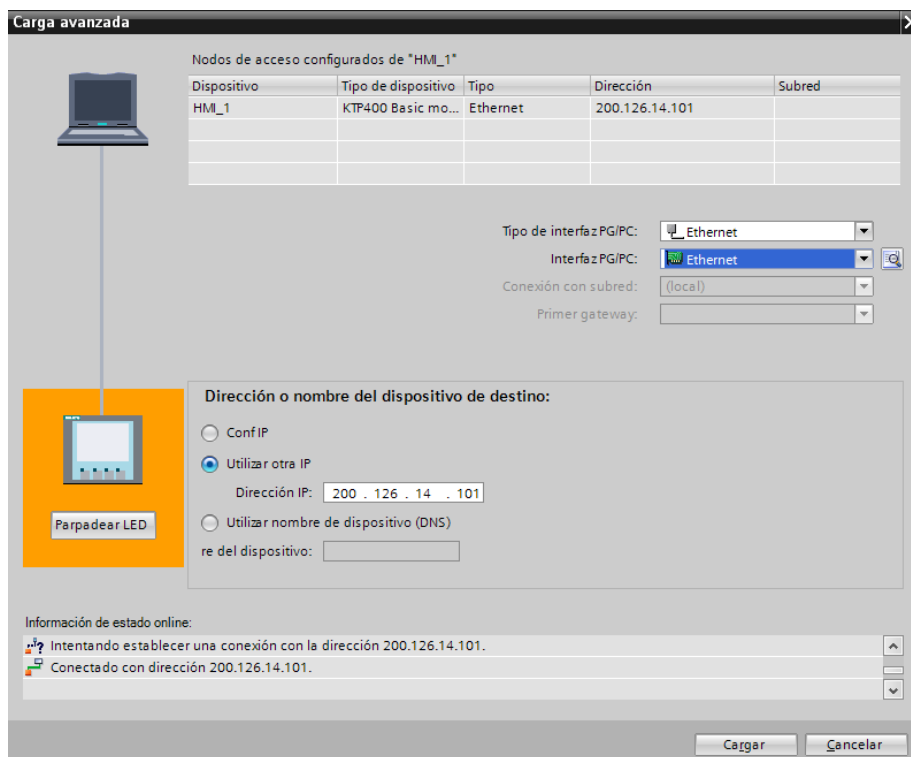 Carga avanzada
Nodos de acceso configurados de "HMI_1"
Dispositivo Tipo de dispositivo Tipo Dirección Subred
HMI_1 KTP400 Basic mo... Ethernet 200.126.14.101
Tipo de interfaz PG/PC: Ethernet
Interfaz PG/PC: Ethernet
Conexión con subred: (local)
Primer gateway:
Dirección o nombre del dispositivo de destino:
Conf IP
Utilizar otra IP
Dirección IP: 200 . 126 . 14 . 101
Parpadear LED
Utilizar nombre de dispositivo (DNS)
re del dispositivo:
Información de estado online:
Intentando establecer una conexión con la dirección 200.126.14.101.
Conectado con dirección 200.126.14.101.
Cargar Cancelar